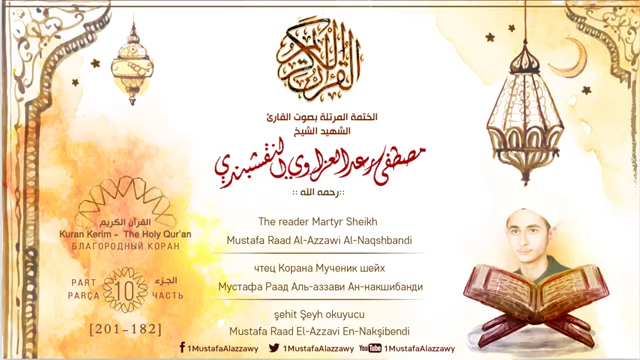 القرآن الكريم
الختمة المرتلة بصوت القارئ
الشهيد الشيخ
مصطفى رعد العزاوي النقشبندي
:: رحمه الله ::
القرآن الكريم
Kuran Kerim - The Holy Qur'an
БЛАГОРОДНЫЙ КОРАН
PART الجزء
PARÇA 10 ЧАСТЬ
[201-182]
The reader Martyr Sheikh
Mustafa Raad Al-Azzawi Al-Naqshbandi
чтец Корана Мученик шейх
Мустафа Раад Аль-аззави Ан-накшибанди
şehit Şeyh okuyucu
Mustafa Raad El-Azzavi En-Nakşibendi
1MustafaAlazzawy 1MustafaAlazzawy YouTube 1MustafaAlazzawy